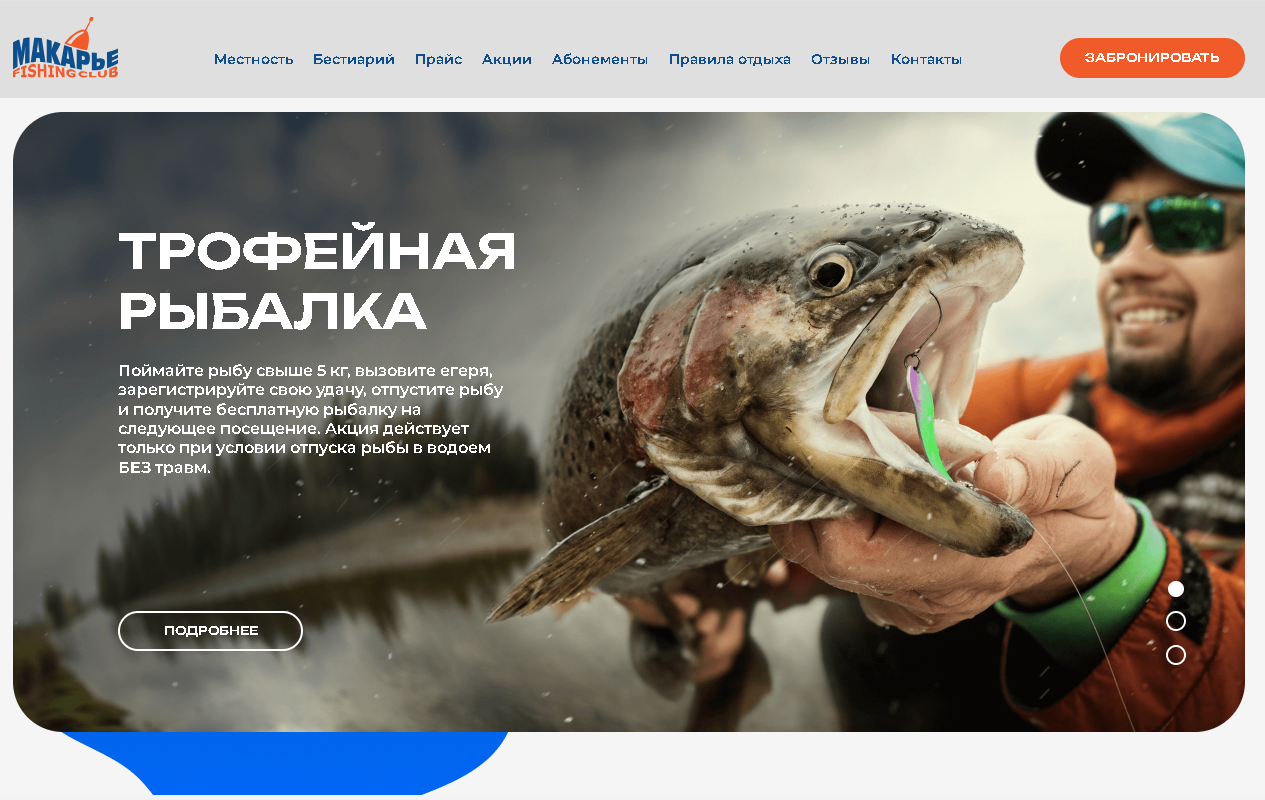 МАКАРЬЕ
FISHING CLUB
Местность Бестиарий Прайс Акции Абонементы Правила отдыха Отзывы Контакты
ЗАБРОНИРОВАТЬ
ТРОФЕЙНАЯ
РЫБАЛКА
Поймайте рыбу свыше 5 кг, вызовите егеря,
зарегистрируйте свою удачу, отпустите рыбу
и получите бесплатную рыбалку на
следующее посещение. Акция действует
только при условии отпуска рыбы в водоем
БЕЗ травм.
ПОДРОБНЕЕ